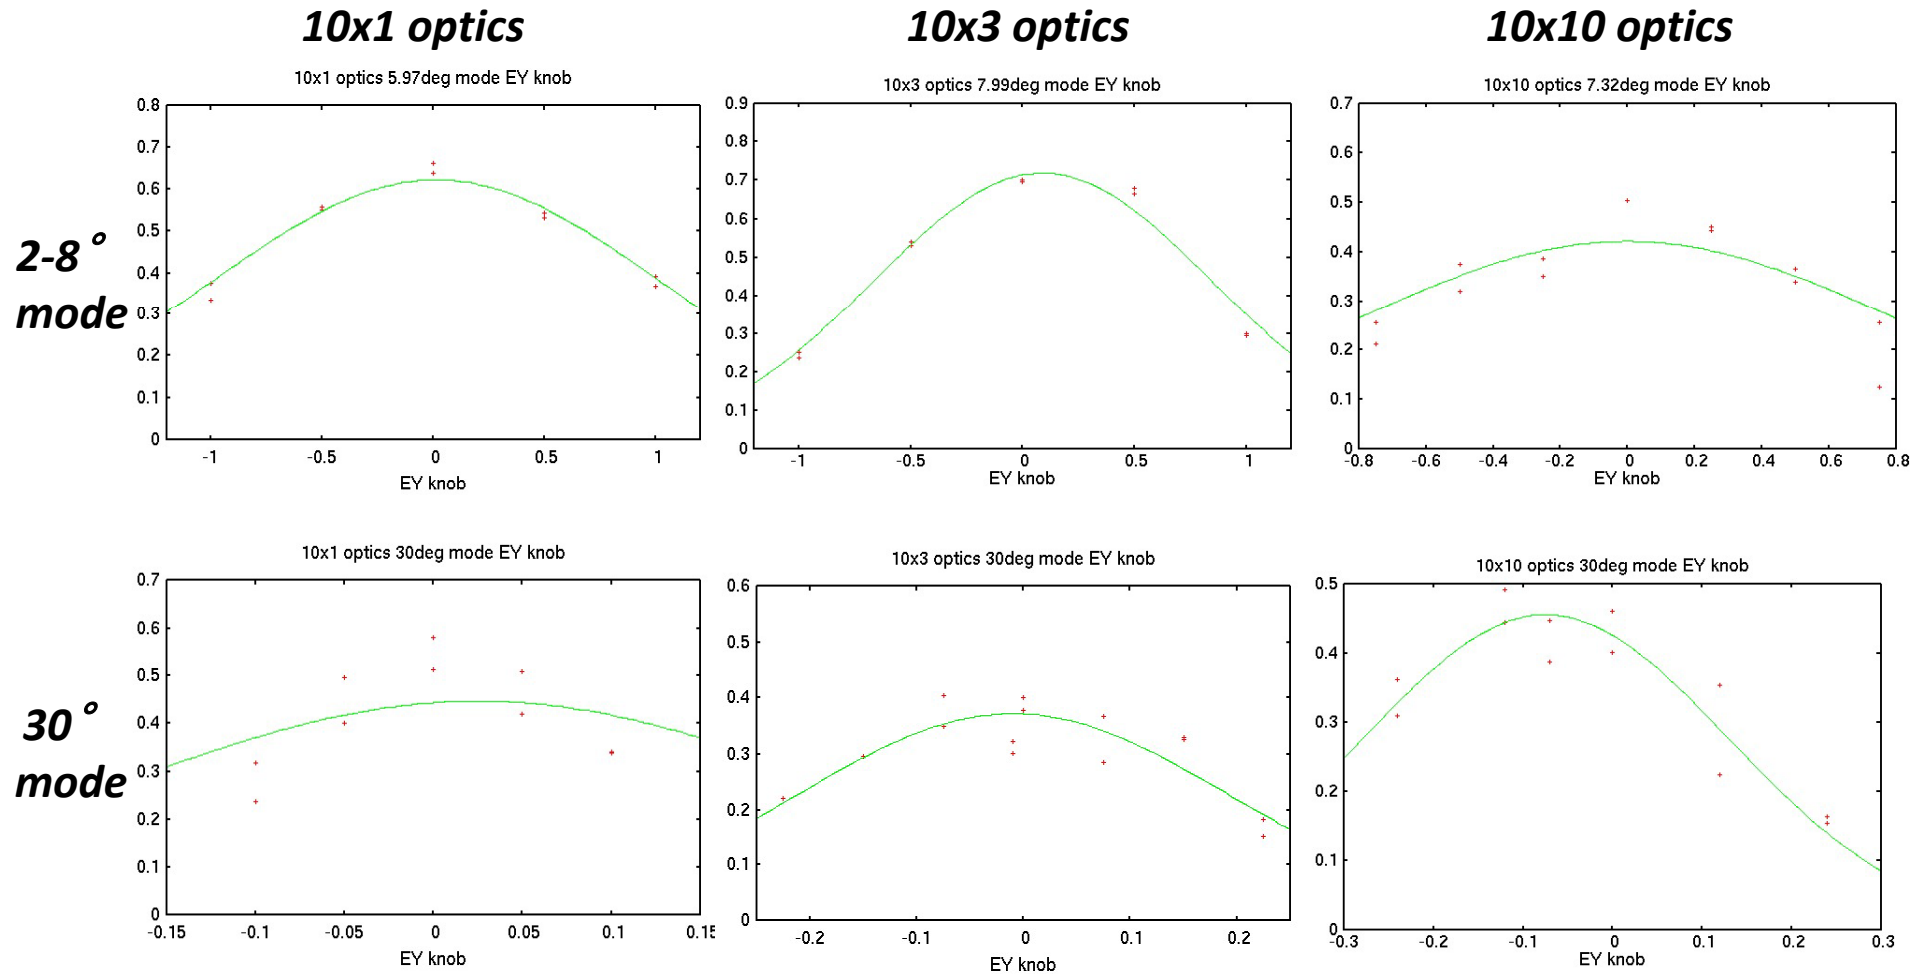 10x1 optics
10x3 optics
10x10 optics
2-8°
mode
10x1 optics 5.97deg mode EY knob
0.8
0.7
0.6
0.5
0.4
0.3
0.2
0.1
0
-1 -0.5 0 0.5 1
EY knob
10x3 optics 7.99deg mode EY knob
0.9
0.8
0.7
0.6
0.5
0.4
0.3
0.2
0.1
0
-1 -0.5 0 0.5 1
EY knob
10x10 optics 7.32deg mode EY knob
0.7
0.6
0.5
0.4
0.3
0.2
0.1
0
-0.8 -0.6 -0.4 -0.2 0 0.2 0.4 0.6 0.8
EY knob
30°
mode
10x1 optics 30deg mode EY knob
0.7
0.6
0.5
0.4
0.3
0.2
0.1
0
-0.15 -0.1 -0.05 0 0.05 0.1 0.15
EY knob
10x3 optics 30deg mode EY knob
0.6
0.5
0.4
0.3
0.2
0.1
0
-0.2 -0.1 0 0.1 0.2
EY knob
10x10 optics 30deg mode EY knob
0.5
0.4
0.3
0.2
0.1
0
-0.3 -0.2 -0.1 0 0.1 0.2 0.3
EY knob